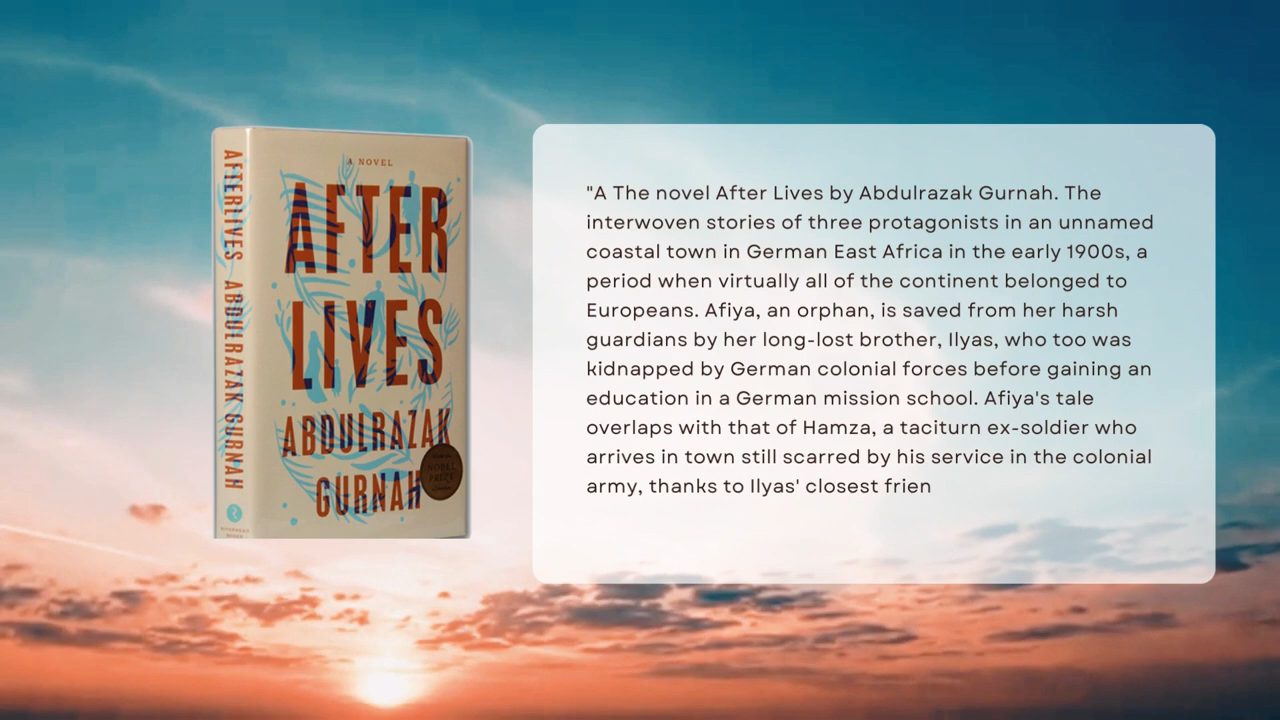 A NOVEL
AFTER
LIVES
ABDULRAZAK
GURNAH
NOBEL
PRIZE
AFTERLIVES ABDULRAZAK GURNAH
RIVERHEAD
BOOKS
"A The novel After Lives by Abdulrazak Gurnah. The
interwoven stories of three protagonists in an unnamed
coastal town in German East Africa in the early 1900s, a
period when virtually all of the continent belonged to
Europeans. Afiya, an orphan, is saved from her harsh
guardians by her long-lost brother, Ilyas, who too was
kidnapped by German colonial forces before gaining an
education in a German mission school. Afiya's tale
overlaps with that of Hamza, a taciturn ex-soldier who
arrives in town still scarred by his service in the colonial
army, thanks to Ilyas' closest frien